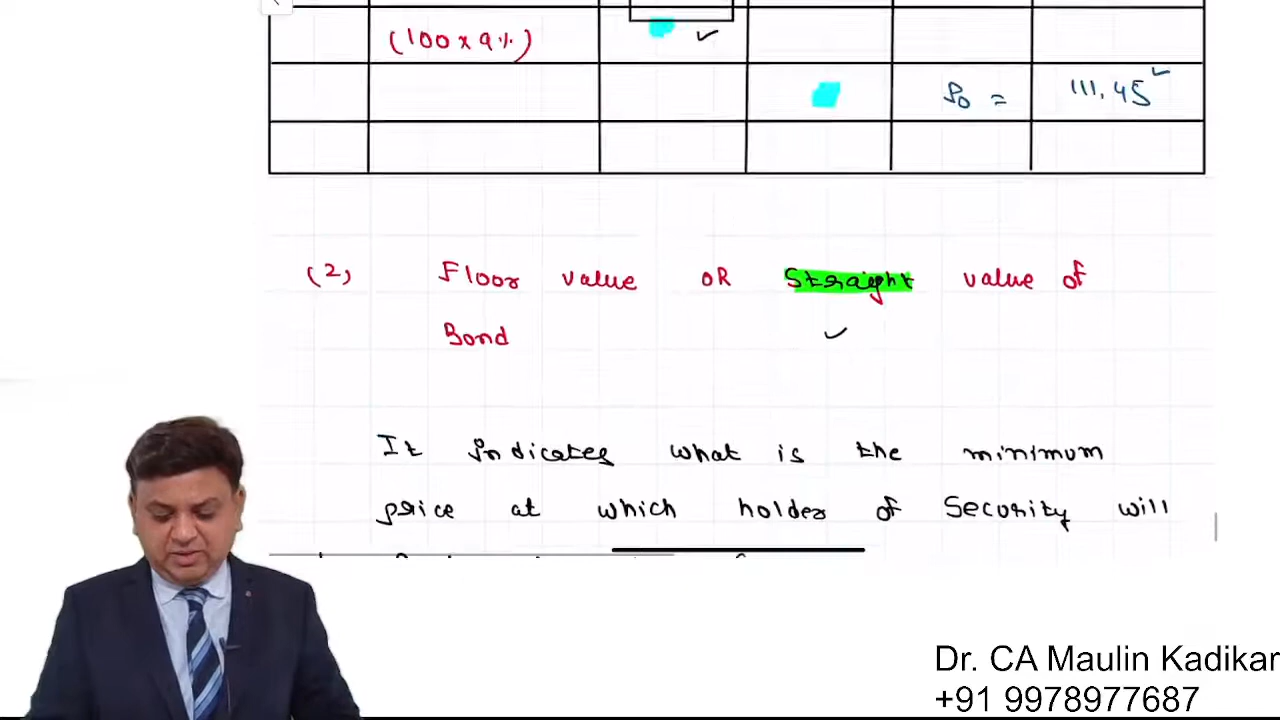 (100 x 9%)
P₀ = 111.45
(2) Floor value OR Straight value of
Bond
It Indicates what is the minimum
price at which holder of Security will
Dr. CA Maulin Kadikar
+91 9978977687